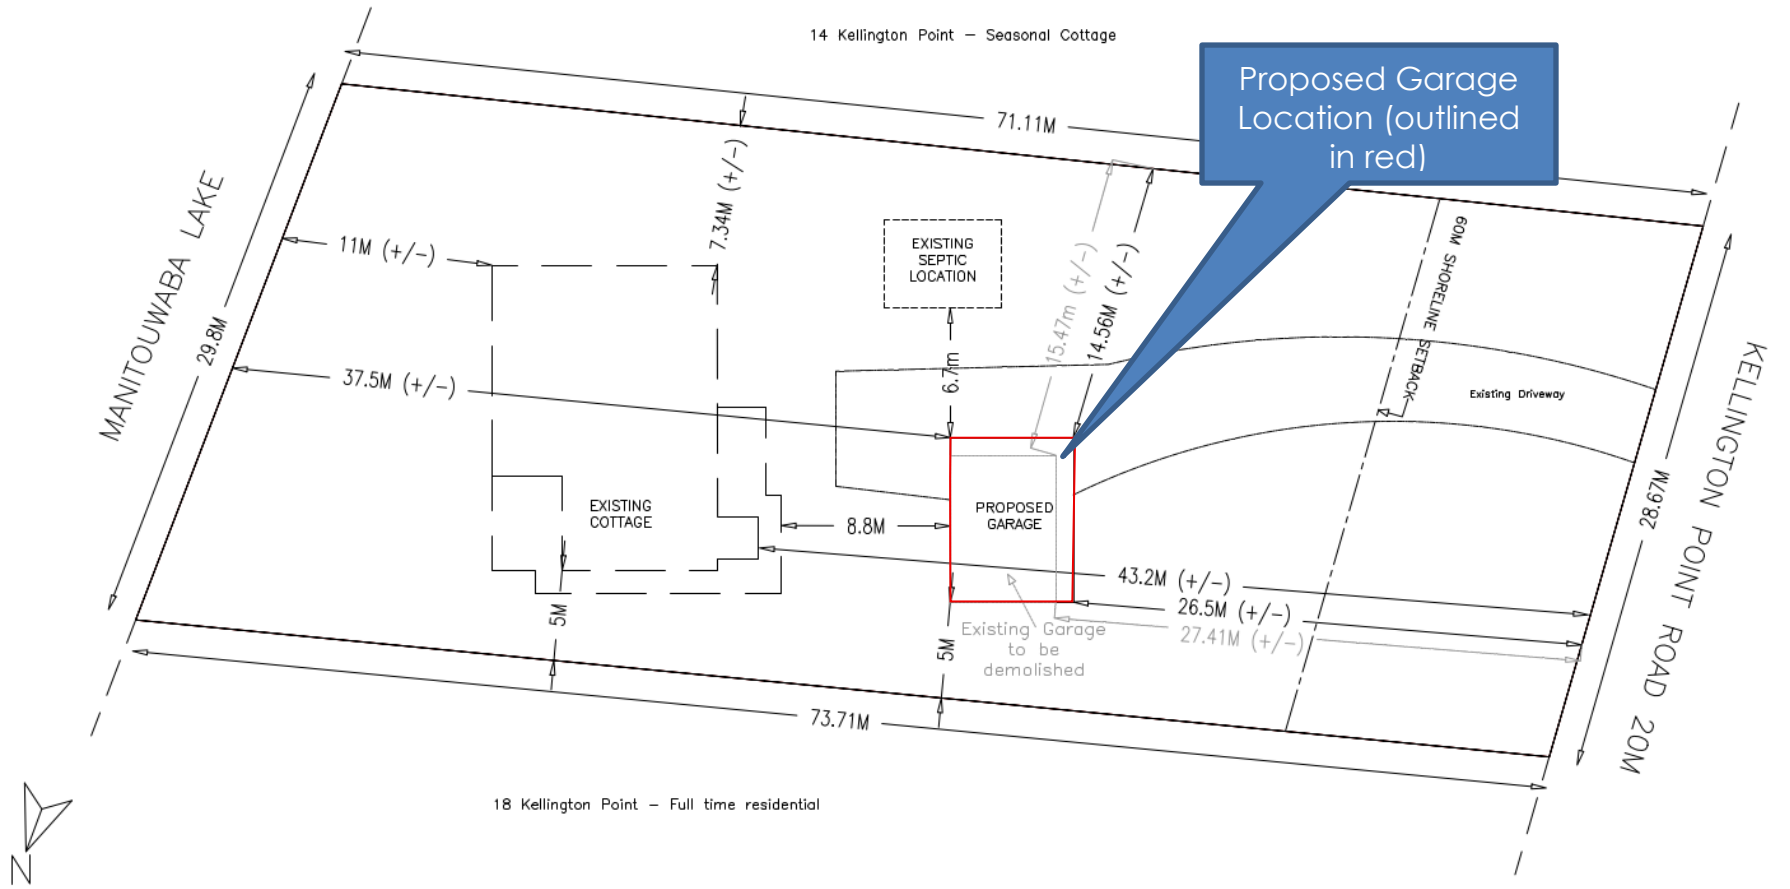 14 Kellington Point – Seasonal Cottage
Proposed Garage
Location (outlined
in red)
71.11M
MANITOUWABA LAKE
29.8M
11M (+/-)
7.34M (+/-)
EXISTING
SEPTIC
LOCATION
15.47m (+/-)
14.56M (+/-)
60M SHORELINE SETBACK
6.7m
37.5M (+/-)
Existing Driveway
KELLINGTON POINT ROAD 20M
28.67M
EXISTING
COTTAGE
8.8M
PROPOSED
GARAGE
43.2M (+/-)
26.5M (+/-)
27.41M (+/-)
5M
5M
Existing Garage
to be
demolished
73.71M
18 Kellington Point – Full time residential
N